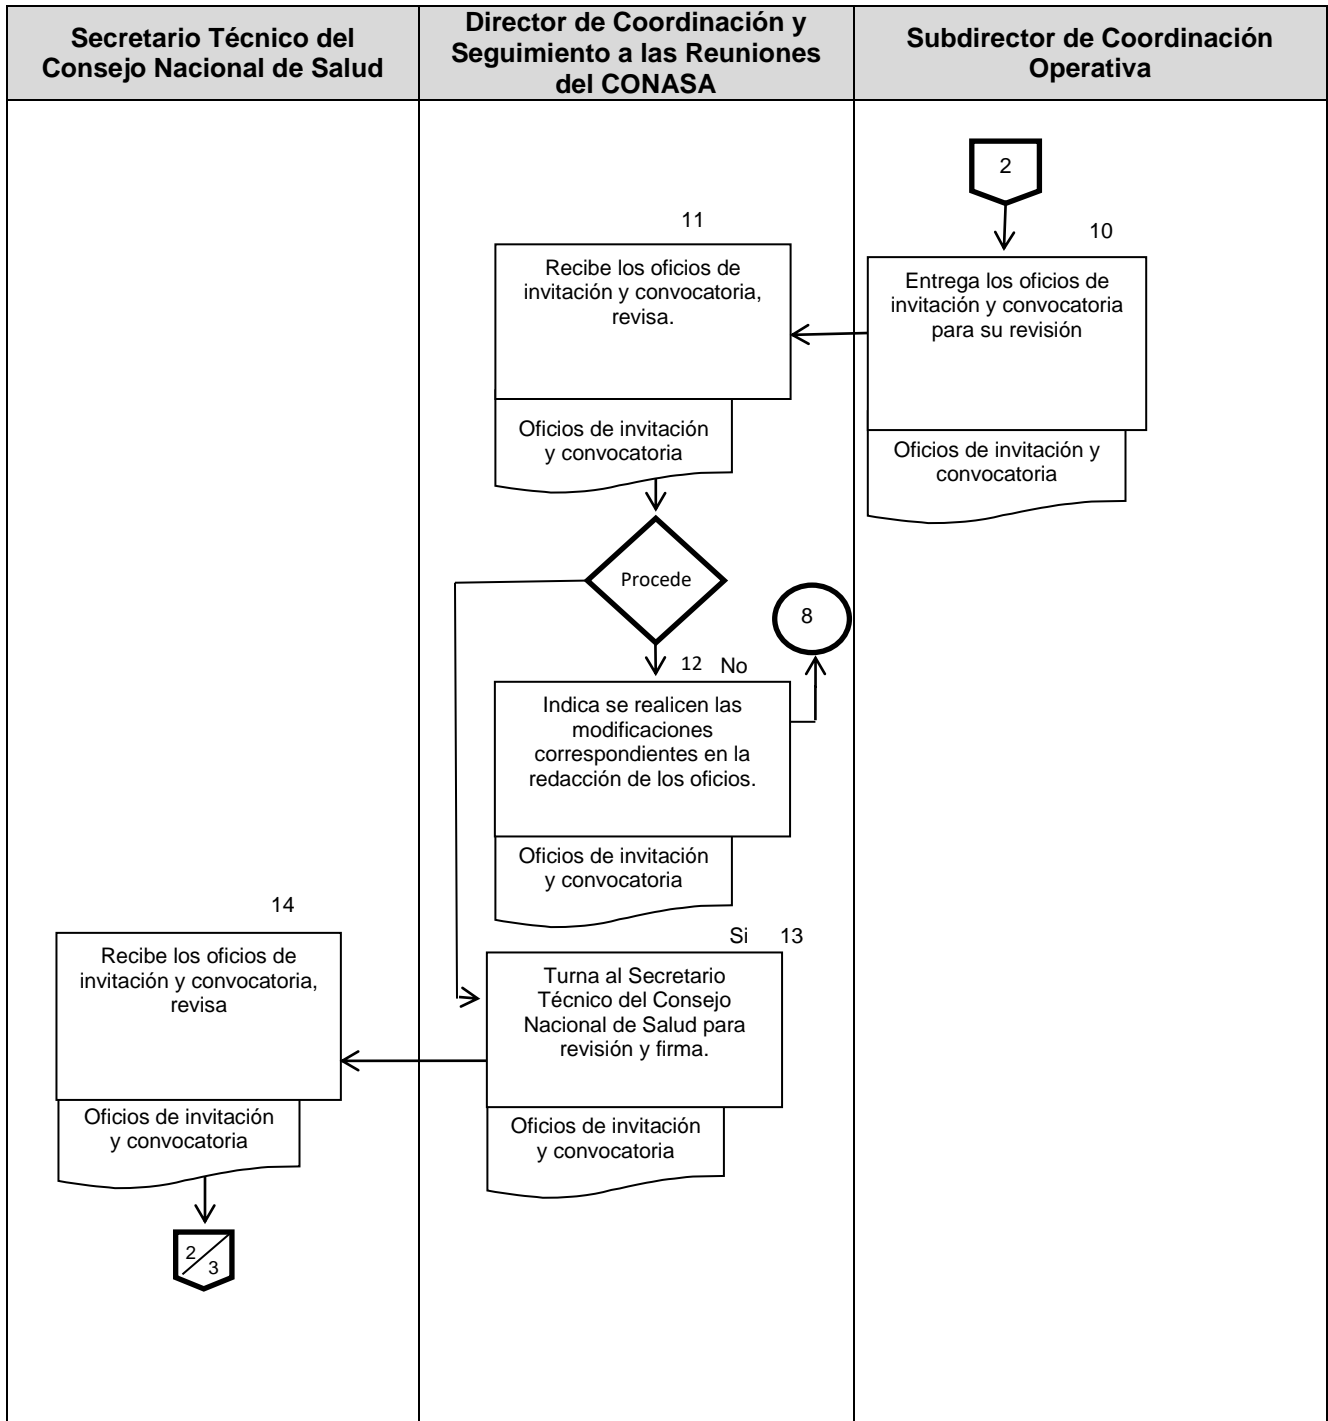 Secretario Técnico del
Consejo Nacional de Salud
Director de Coordinación y
Seguimiento a las Reuniones
del CONASA
Subdirector de Coordinación
Operativa
2
10
Entrega los oficios de
invitación y convocatoria
para su revisión
Oficios de invitación y
convocatoria
11
Recibe los oficios de
invitación y convocatoria,
revisa.
Oficios de invitación
y convocatoria
Procede
8
12 No
Indica se realicen las
modificaciones
correspondientes en la
redacción de los oficios.
Oficios de invitación
y convocatoria
Si 13
Turna al Secretario
Técnico del Consejo
Nacional de Salud para
revisión y firma.
Oficios de invitación
y convocatoria
14
Recibe los oficios de
invitación y convocatoria,
revisa
Oficios de invitación
y convocatoria
2
3